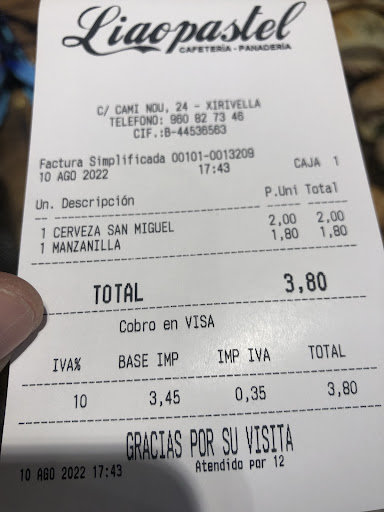 Liaopastel
CAFETERÍA - PANADERÍA
C/ CAMI NOU, 24 - XIRIVELLA
TELEFONO: 960 82 73 46
CIF.:B-44536563
Factura Simplificada 00101-0013209
10 AGO 2022 17:43 CAJA 1
Un. Descripción P.Uni Total
1 CERVEZA SAN MIGUEL 2,00 2,00
1 MANZANILLA 1,80 1,80
TOTAL 3,80
Cobro en VISA
IVA% BASE IMP IMP IVA TOTAL
10 3,45 0,35 3,80
GRACIAS POR SU VISITA
10 AGO 2022 17:43 Atendido por 12